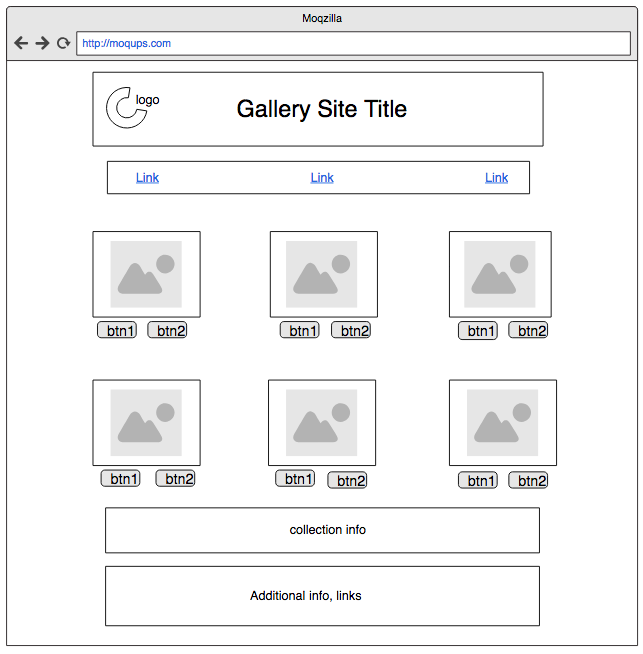 Moqzilla
http://moqups.com
logo
Gallery Site Title
Link Link Link
btn1 btn2 btn1 btn2 btn1 btn2
btn1 btn2 btn1 btn2 btn1 btn2
collection info
Additional info, links